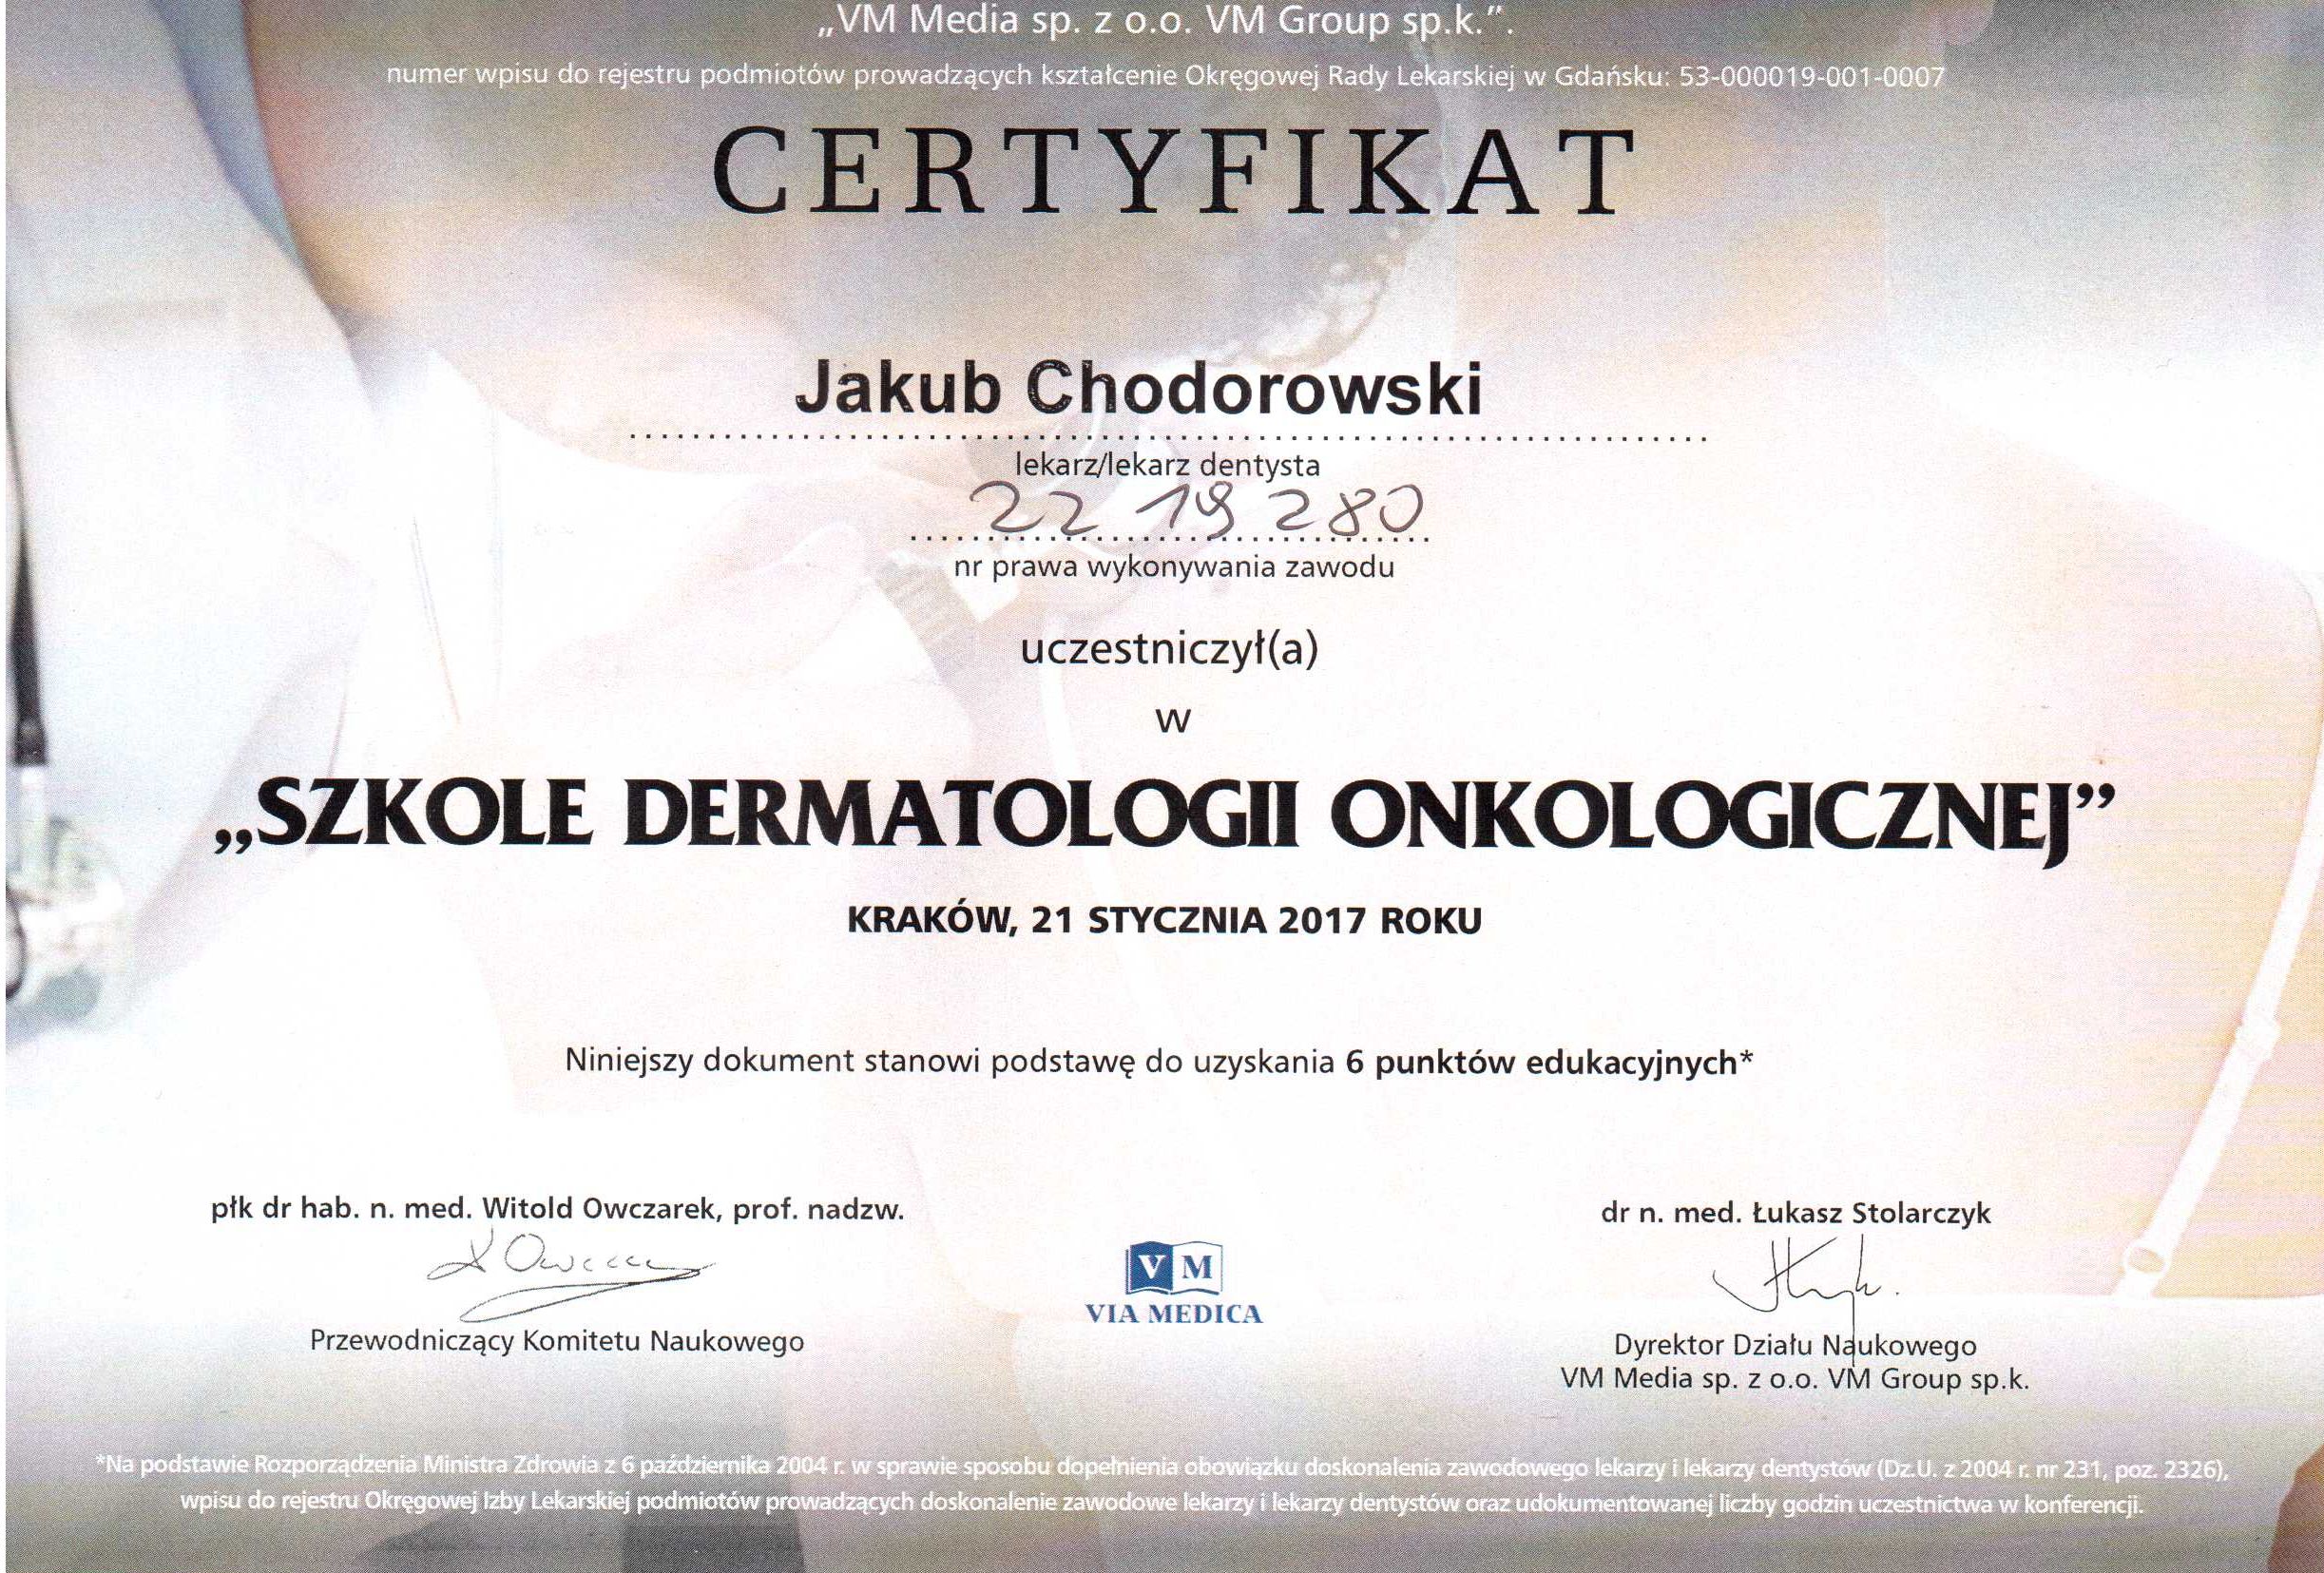 „VM Media sp. z o.o. VM Group sp.k.”.
numer wpisu do rejestru podmiotów prowadzących kształcenie Okręgowej Rady Lekarskiej w Gdańsku: 53-000019-001-0007
CERTYFIKAT
Jakub Chodorowski
lekarz/lekarz dentysta
22 19 280
nr prawa wykonywania zawodu
uczestniczył(a)
w
„SZKOLE DERMATOLOGII ONKOLOGICZNEJ”
KRAKÓW, 21 STYCZNIA 2017 ROKU
Niniejszy dokument stanowi podstawę do uzyskania 6 punktów edukacyjnych*
płk dr hab. n. med. Witold Owczarek, prof. nadzw.
Przewodniczący Komitetu Naukowego
VM
VIA MEDICA
dr n. med. Łukasz Stolarczyk
Dyrektor Działu Naukowego
VM Media sp. z o.o. VM Group sp.k.
*Na podstawie Rozporządzenia Ministra Zdrowia z 6 października 2004 r. w sprawie sposobu dopełnienia obowiązku doskonalenia zawodowego lekarzy i lekarzy dentystów (Dz.U. z 2004 r. nr 231, poz. 2326),
wpisu do rejestru Okręgowej Izby Lekarskiej podmiotów prowadzących doskonalenie zawodowe lekarzy i lekarzy dentystów oraz udokumentowanej liczby godzin uczestnictwa w konferencji.